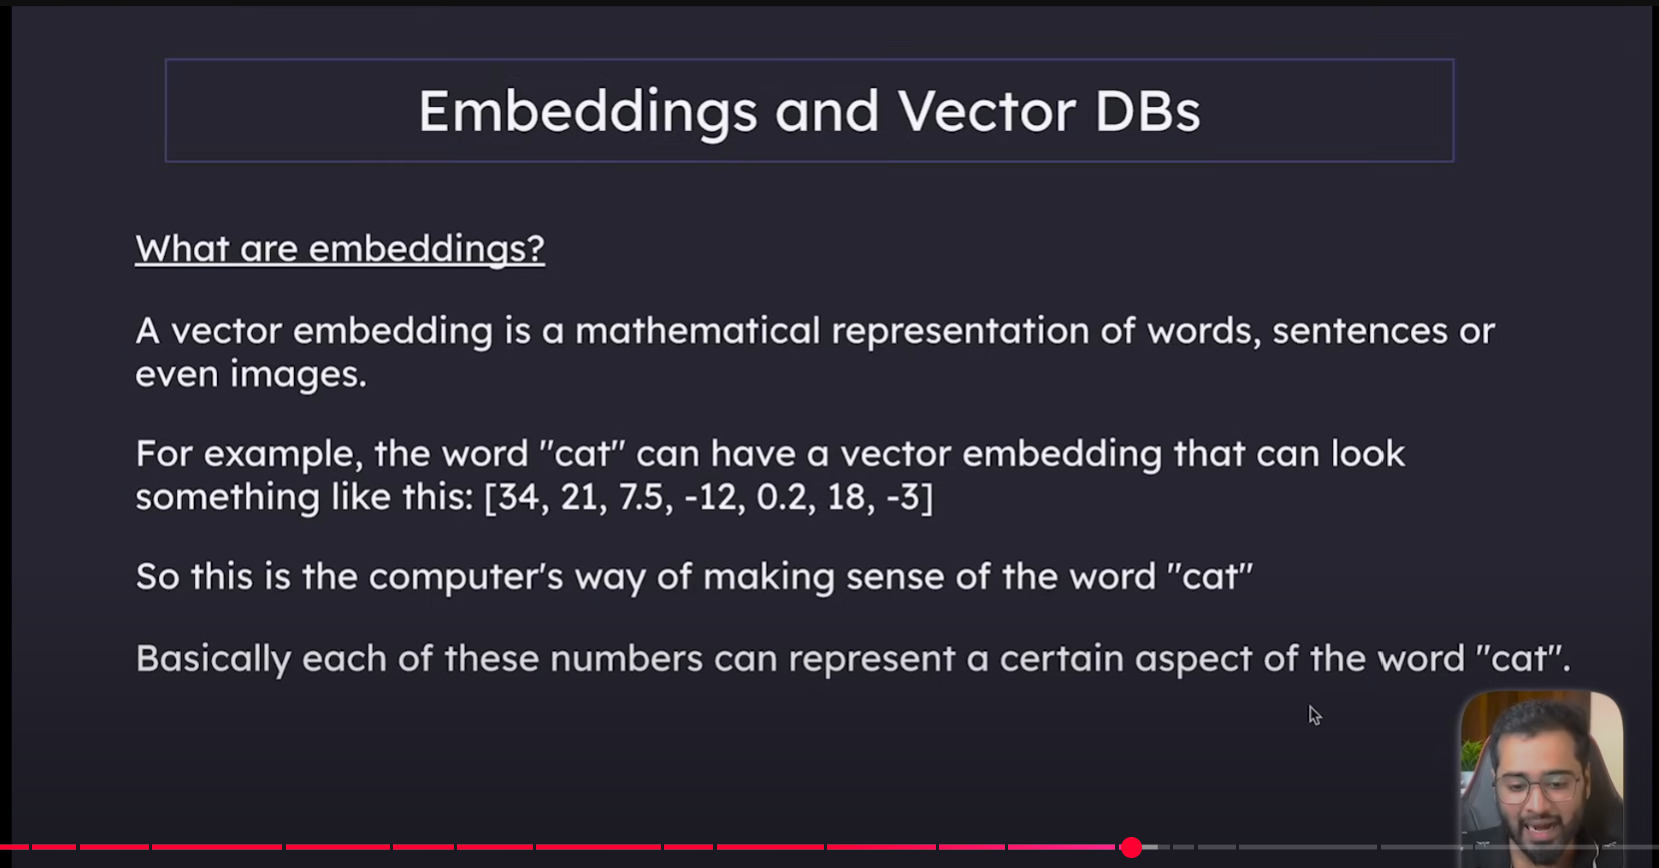 Embeddings and Vector DBs
What are embeddings?
A vector embedding is a mathematical representation of words, sentences or
even images.
For example, the word "cat" can have a vector embedding that can look
something like this: [34, 21, 7.5, -12, 0.2, 18, -3]
So this is the computer's way of making sense of the word "cat"
Basically each of these numbers can represent a certain aspect of the word "cat".